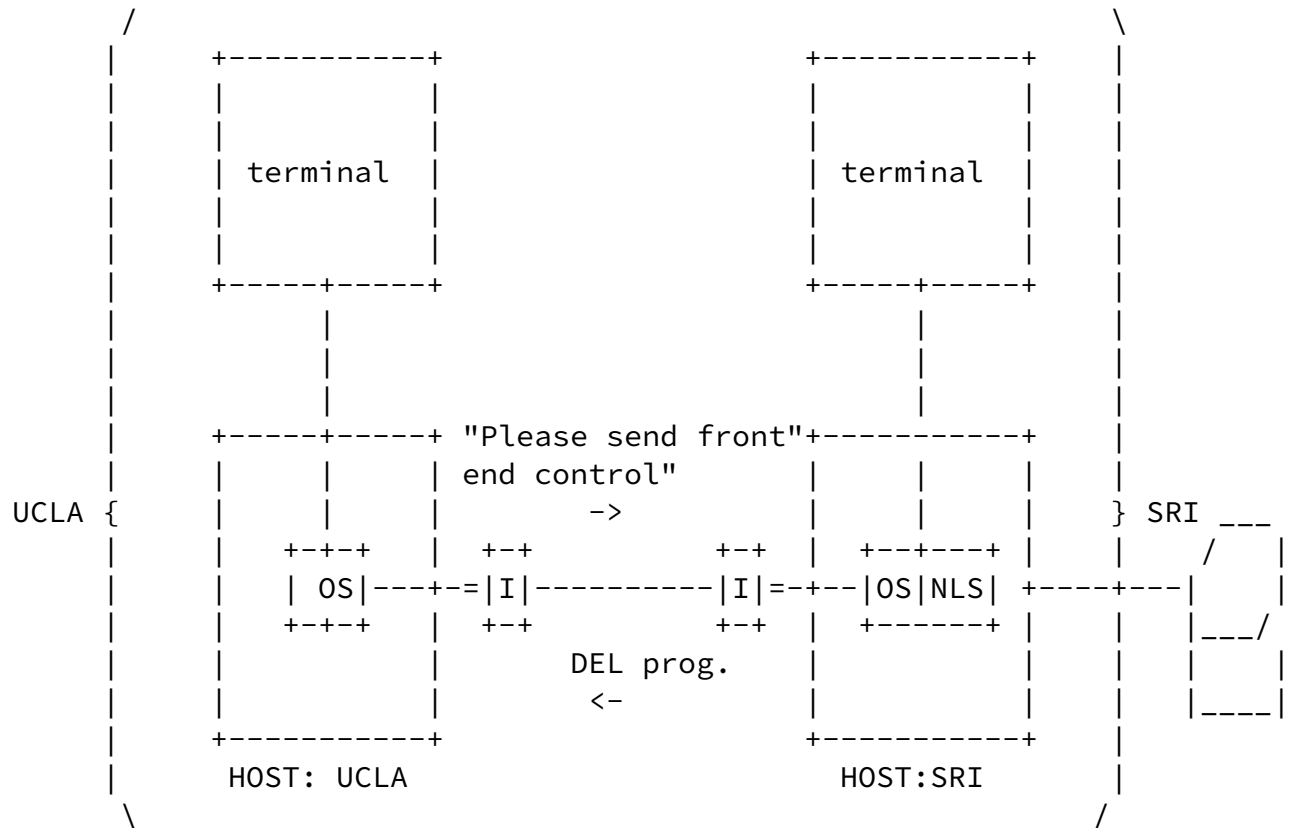 terminal terminal
"Please send front"
end control"
->
UCLA { } SRI
OS I I OS NLS
DEL prog.
<-
HOST: UCLA HOST:SRI